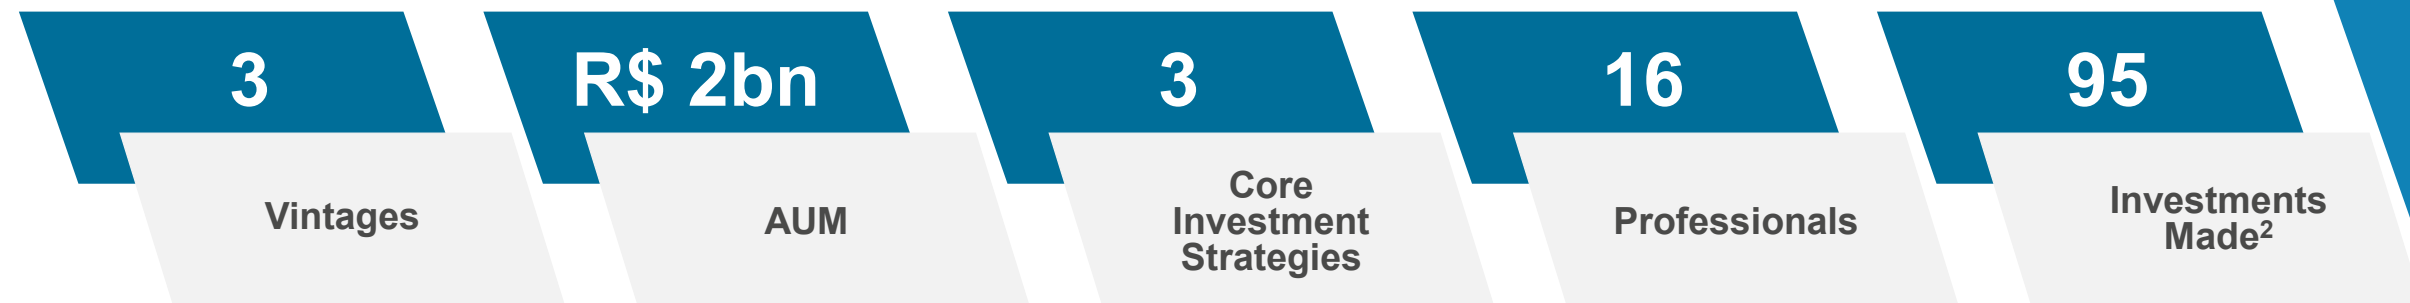 3
Vintages
R$ 2bn
AUM
3
Core
Investment
Strategies
16
Professionals
95
Investments
Made²